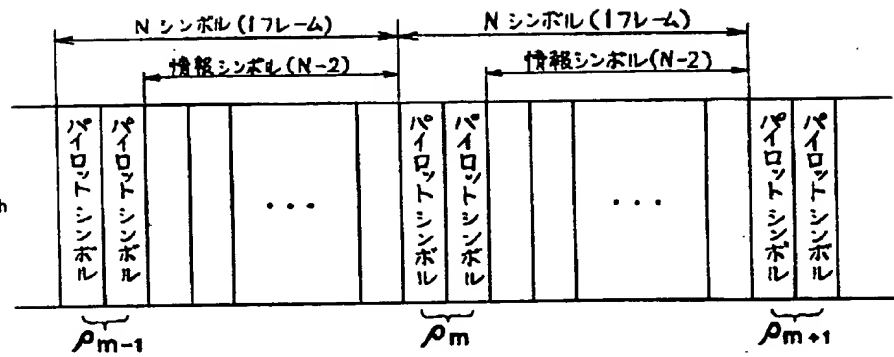 Nシンボル(1フレーム) Nシンボル(1フレーム)
情報シンボル(N-2) 情報シンボル(N-2)
パイロットシンボル パイロットシンボル ... パイロットシンボル パイロットシンボル ... パイロットシンボル パイロットシンボル
h
ρm-1 ρm ρm+1